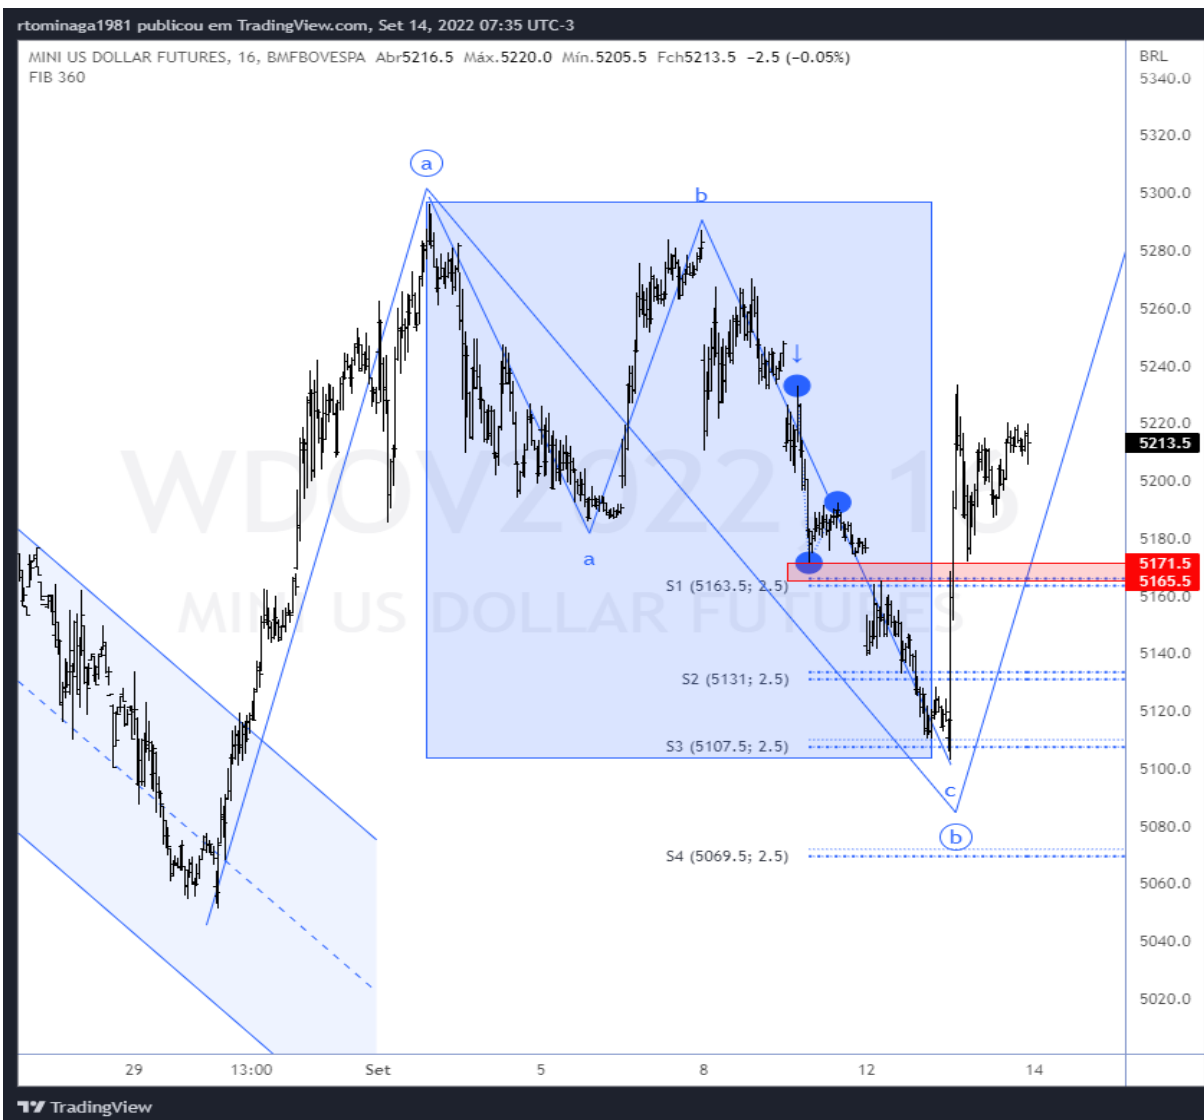 rtominaga1981 publicou em TradingView.com, Set 14, 2022 07:35 UTC-3
MINI US DOLLAR FUTURES, 16, BMFBOVESPA Abr5216.5 Máx.5220.0 Mín.5205.5 Fch5213.5 −2.5 (−0.05%)
FIB 360
BRL
5340.0
5320.0
5300.0
5280.0
5260.0
5240.0
5220.0
5213.5
5200.0
5180.0
5171.5
5165.5
5160.0
5140.0
5120.0
5100.0
5080.0
5060.0
5040.0
5020.0
a
b
↓
WDOV2022 16
a
S1 (5163.5; 2.5)
MINI US DOLLAR FUTURES
S2 (5131; 2.5)
S3 (5107.5; 2.5)
c
b
S4 (5069.5; 2.5)
29 13:00 Set 5 8 12 14
TradingView